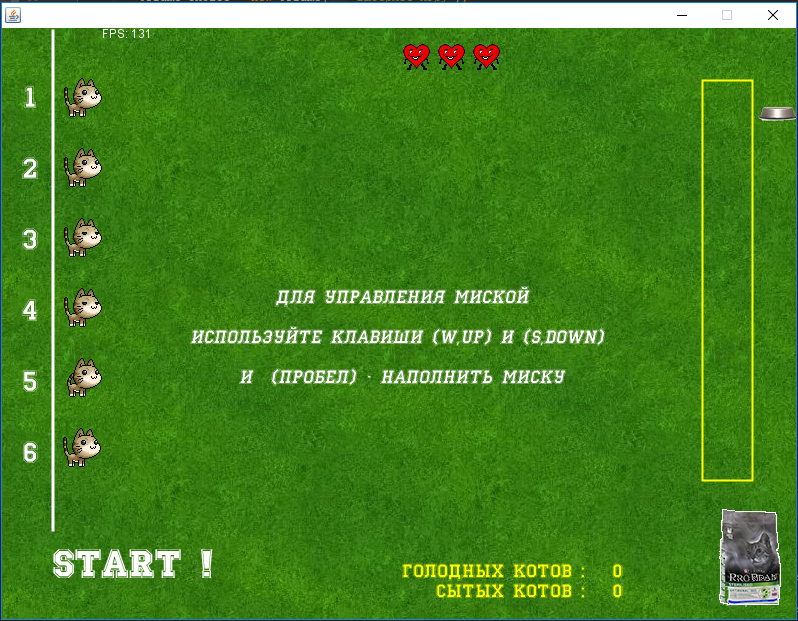 FPS: 131
1
2
3
4
5
6
ДЛЯ УПРАВЛЕНИЯ МИСКОЙ
ИСПОЛЬЗУЙТЕ КЛАВИШИ (W,UP) И (S,DOWN)
И (ПРОБЕЛ) - НАПОЛНИТЬ МИСКУ
START !
ГОЛОДНЫХ КОТОВ : 0
СЫТЫХ КОТОВ : 0
PRO PLAN